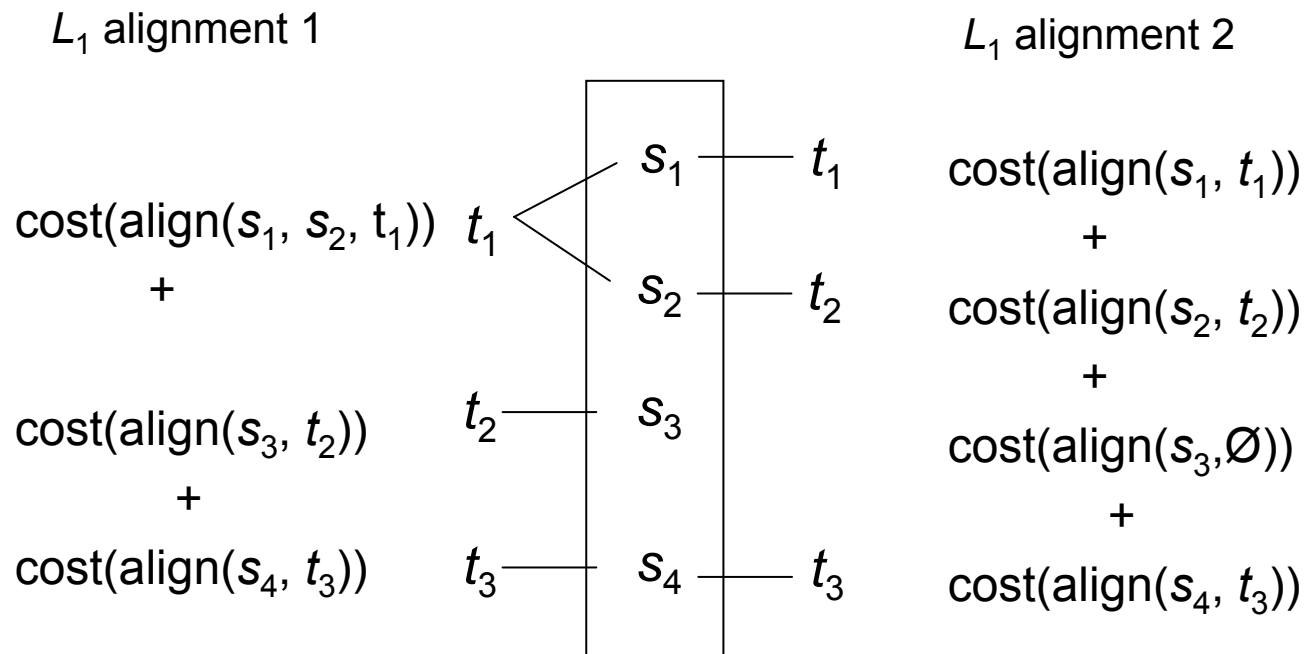 L₁ alignment 1
L₁ alignment 2
s₁
t₁
cost(align(s₁, t₁))
cost(align(s₁, s₂, t₁))
t₁
+
+
s₂
t₂
cost(align(s₂, t₂))
+
cost(align(s₃, t₂))
t₂
s₃
cost(align(s₃,Ø))
+
+
cost(align(s₄, t₃))
t₃
s₄
t₃
cost(align(s₄, t₃))